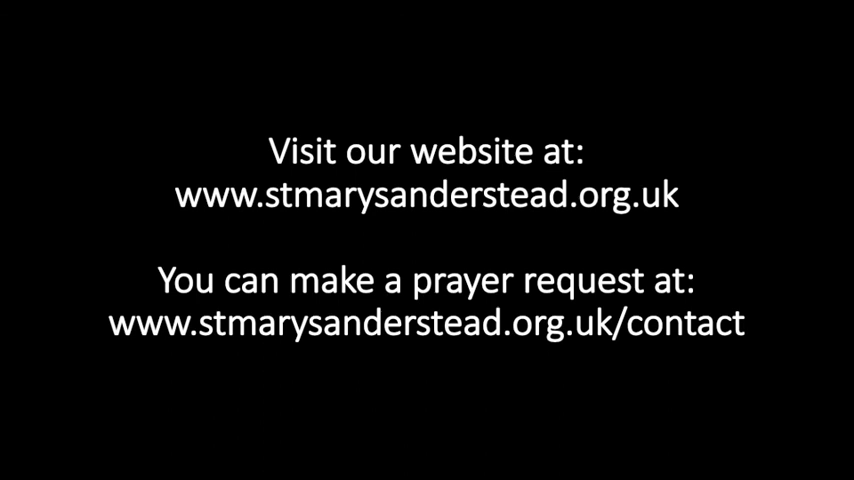 Visit our website at:
www.stmarysanderstead.org.uk
You can make a prayer request at:
www.stmarysanderstead.org.uk/contact